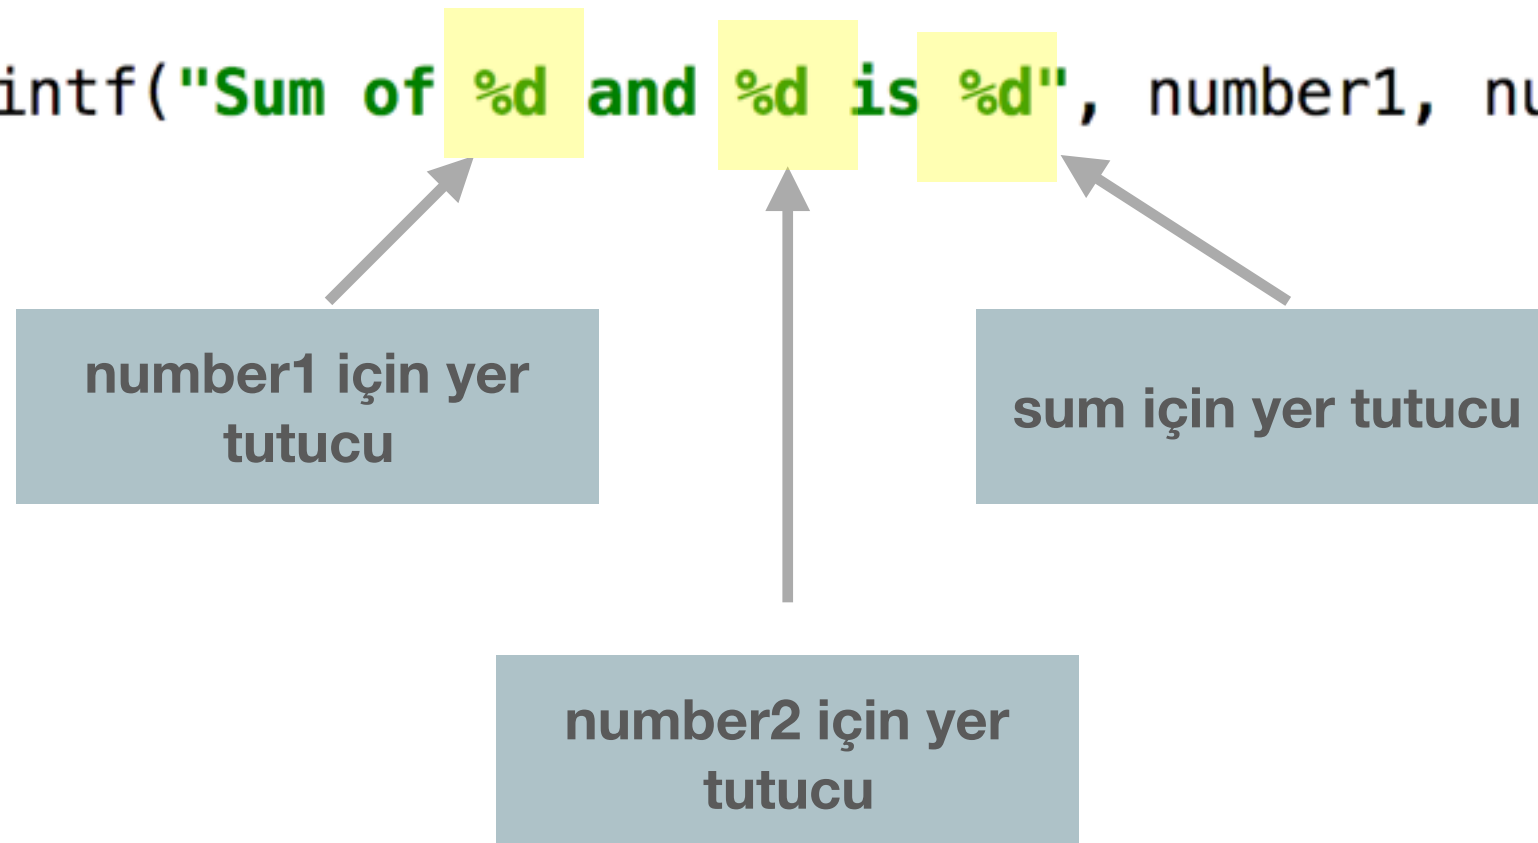 intf("Sum of %d and %d is %d", number1, nu
number1 için yer
tutucu
sum için yer tutucu
number2 için yer
tutucu